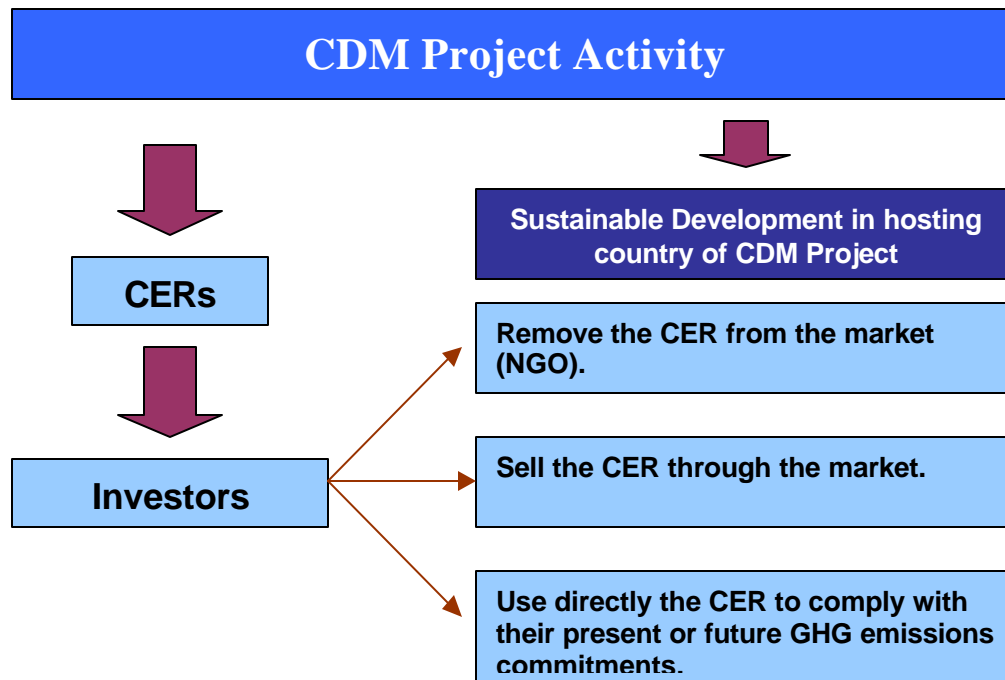 CDM Project Activity
Sustainable Development in hosting
country of CDM Project
CERs
Remove the CER from the market
(NGO).
Investors
Sell the CER through the market.
Use directly the CER to comply with
their present or future GHG emissions
commitments.